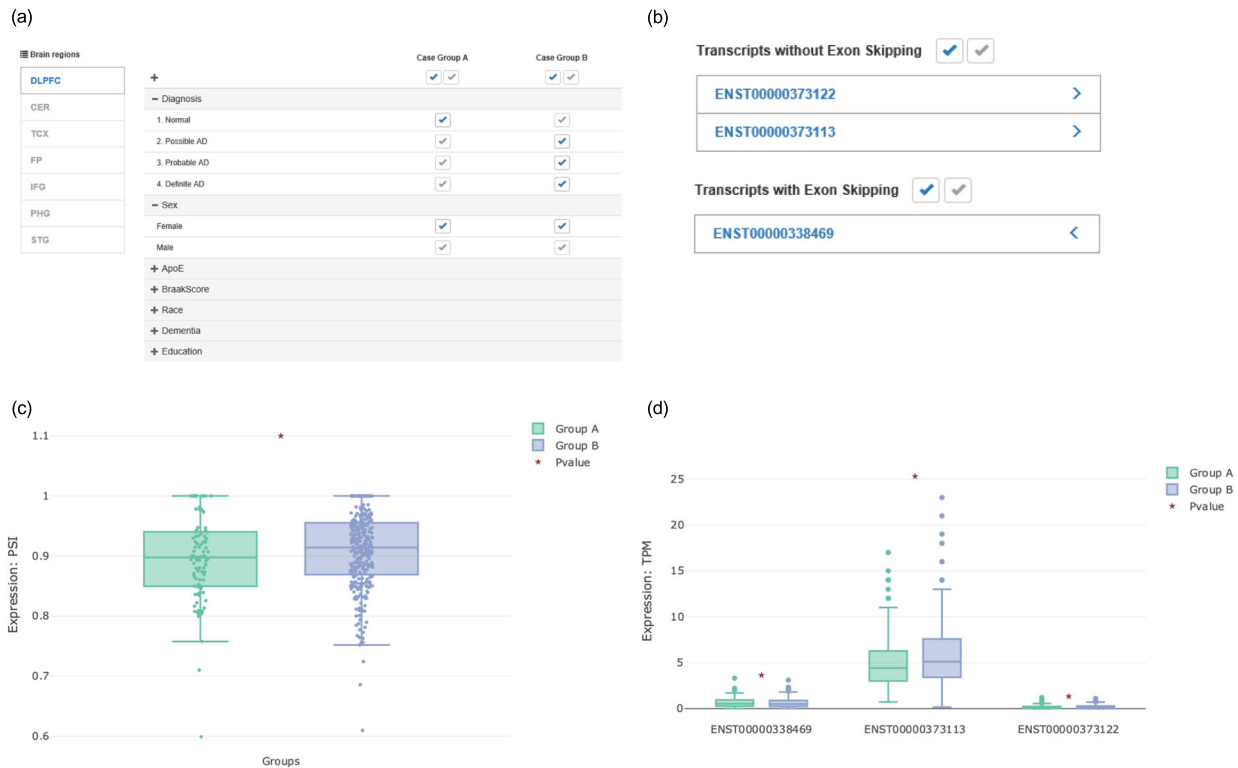 (a)
Brain regions
DLPFC
CER
TCX
FP
IFG
PHG
STG
Case Group A Case Group B
+
− Diagnosis
1. Normal
2. Possible AD
3. Probable AD
4. Definite AD
− Sex
Female
Male
+ ApoE
+ BraakScore
+ Race
+ Dementia
+ Education
(b)
Transcripts without Exon Skipping
ENST00000373122 >
ENST00000373113 >
Transcripts with Exon Skipping
ENST00000338469 <
(c)
1.1
1
0.9
0.8
0.7
0.6
Expression: PSI
Groups
Group A
Group B
Pvalue
(d)
25
20
15
10
5
0
Expression: TPM
ENST00000338469 ENST00000373113 ENST00000373122
Group A
Group B
Pvalue